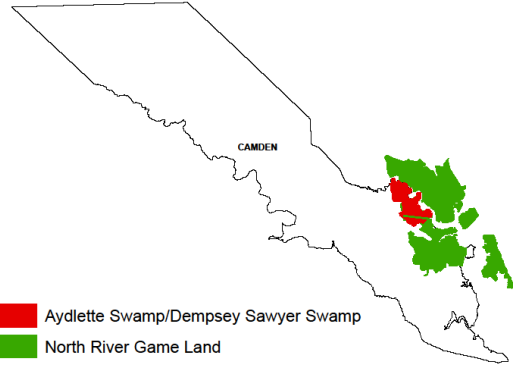 CAMDEN
Aydlette Swamp/Dempsey Sawyer Swamp
North River Game Land